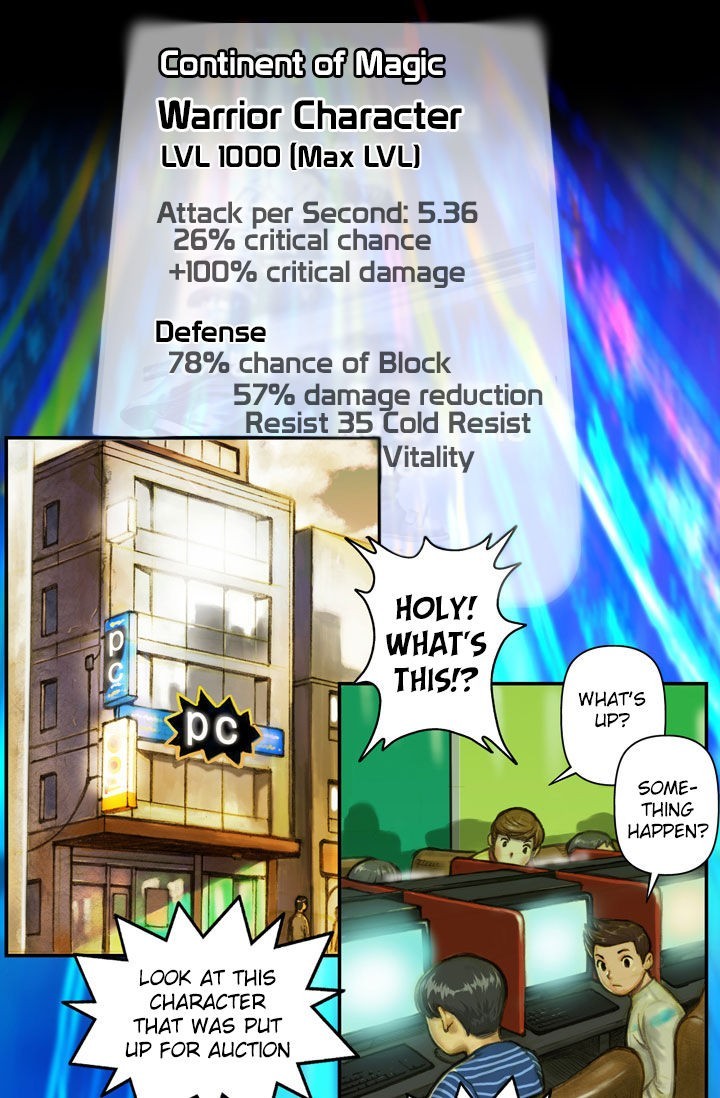 Continent of Magic
Warrior Character
LVL 1000 (Max LVL)
Attack per Second: 5.36
26% critical chance
+100% critical damage
Defense
78% chance of Block
57% damage reduction
Resist 35 Cold Resist
Vitality
HOLY!
WHAT'S
THIS!?
pc
pc
WHAT'S
UP?
SOME-
THING
HAPPEN?
LOOK AT THIS
CHARACTER
THAT WAS PUT
UP FOR AUCTION